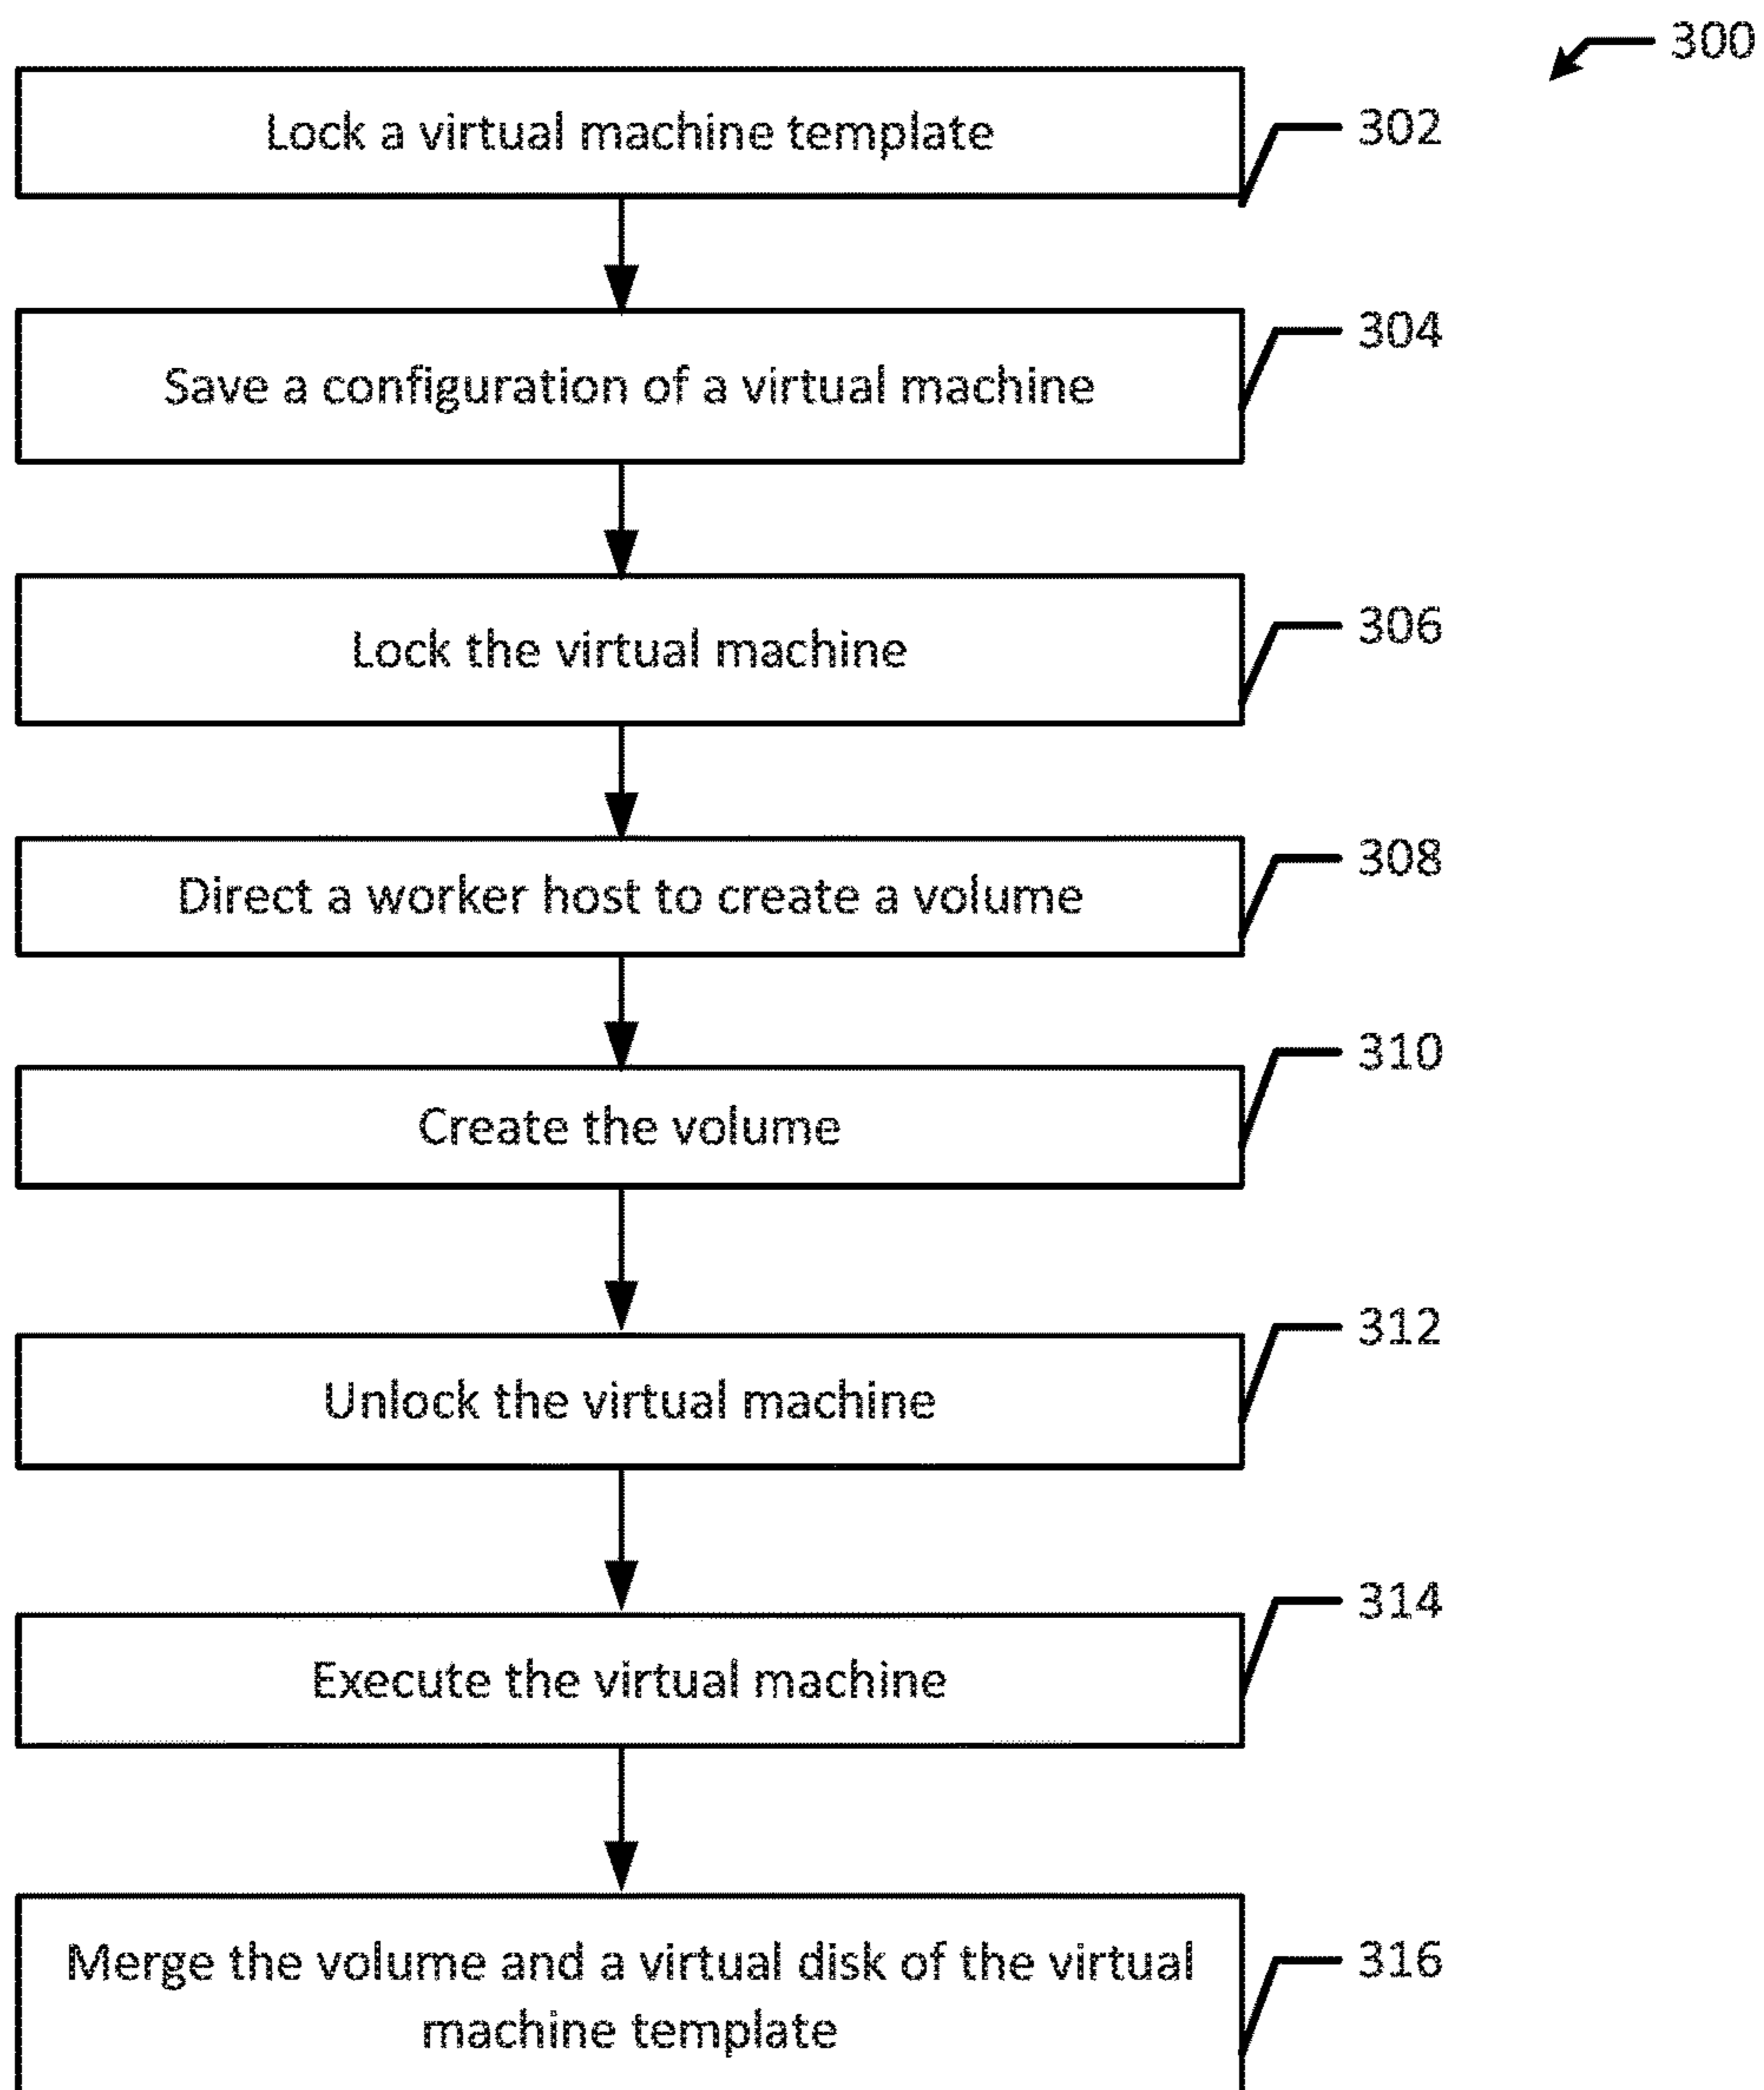 300
Lock a virtual machine template
302
Save a configuration of a virtual machine
304
Lock the virtual machine
306
Direct a worker host to create a volume
308
Create the volume
310
Unlock the virtual machine
312
Execute the virtual machine
314
Merge the volume and a virtual disk of the virtual
machine template
316